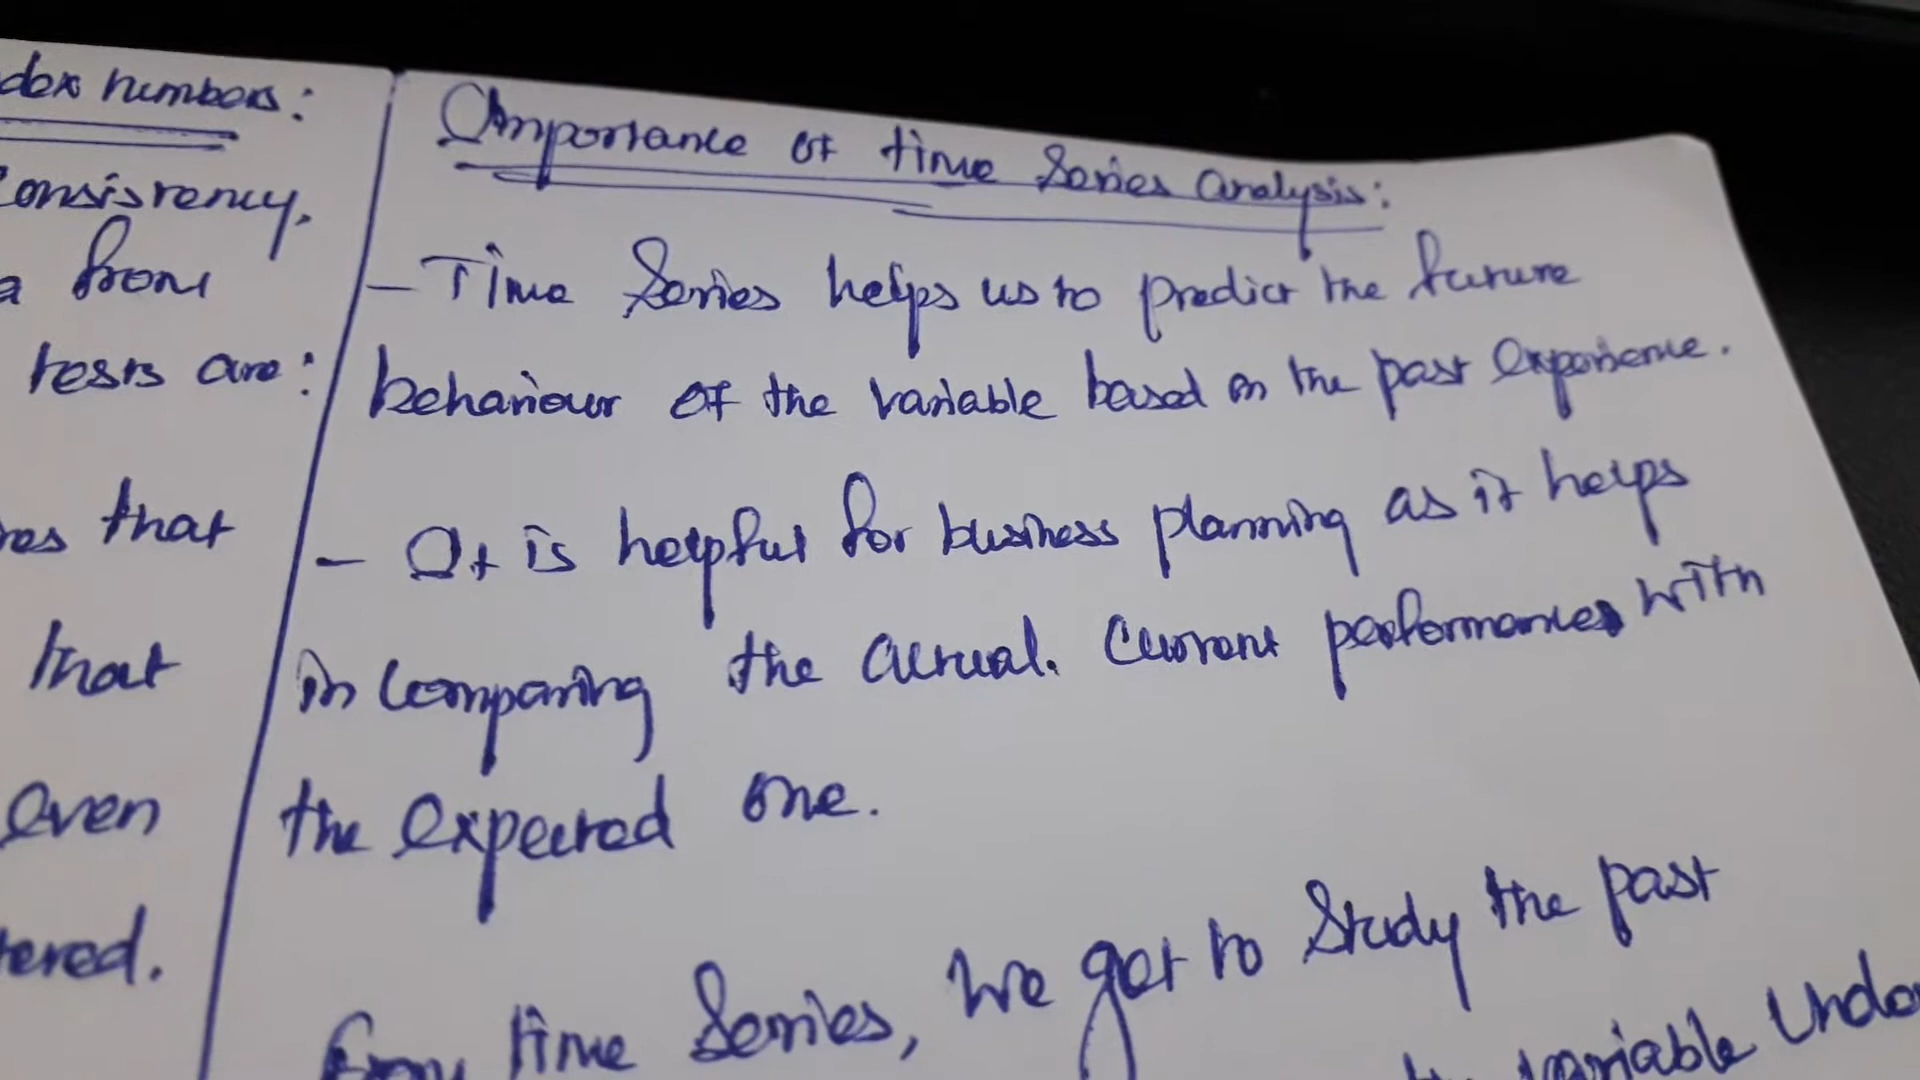 dex numbers:
Consistency,
a from
tests are:
res that
that
even
tered.
Importance of time Series analysis:
- Time Series helps us to predict the future
behaviour of the variable based on the past experience.
- It is helpful for business planning as it helps
in comparing the actual. Current performances with
the expected one.
From time Series, we get to Study the past
variable Unde